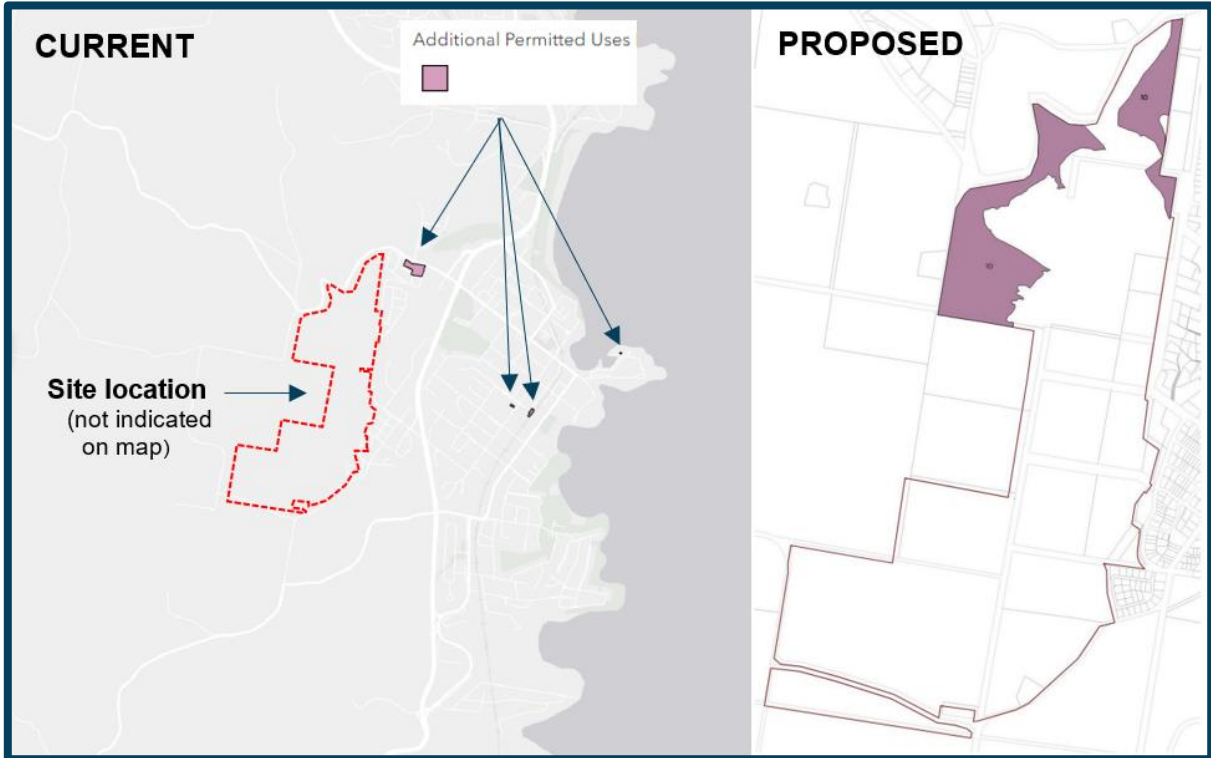 CURRENT
Additional Permitted Uses
PROPOSED
Site location
(not indicated
on map)